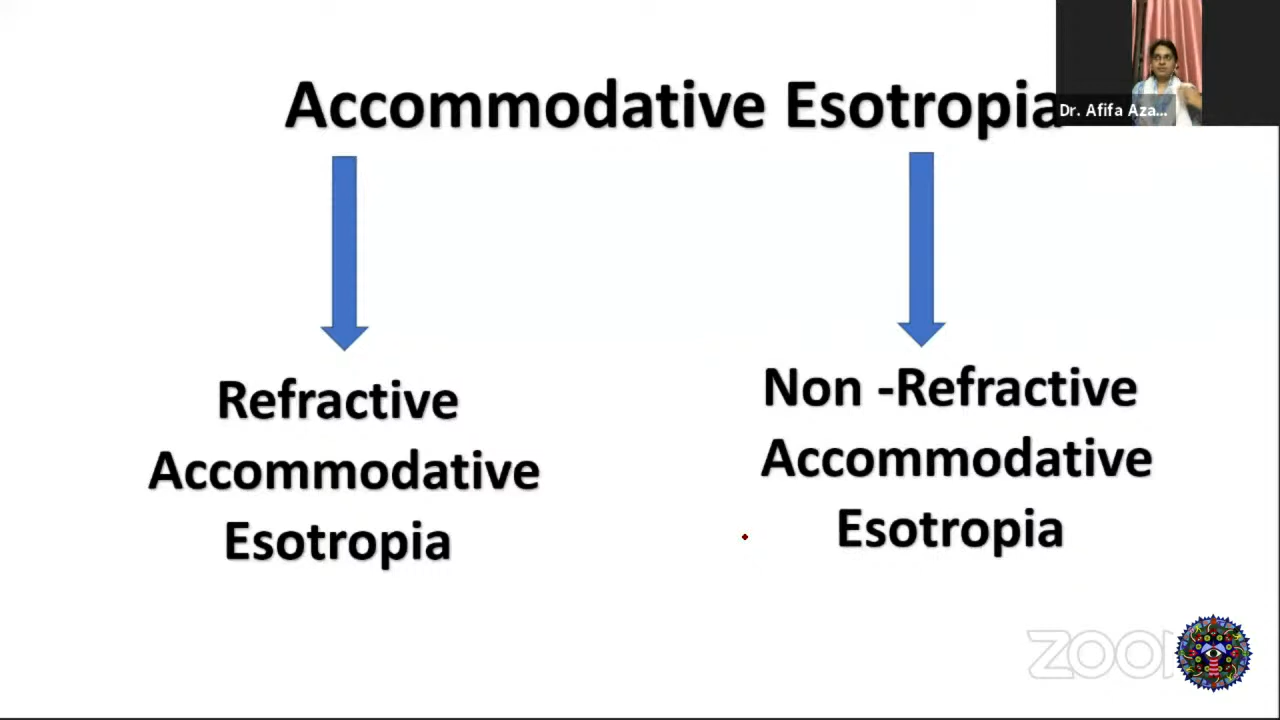 Accommodative Esotropia
Dr. Afifa Aza...
Refractive
Accommodative
Esotropia
Non -Refractive
Accommodative
Esotropia
ZOOM